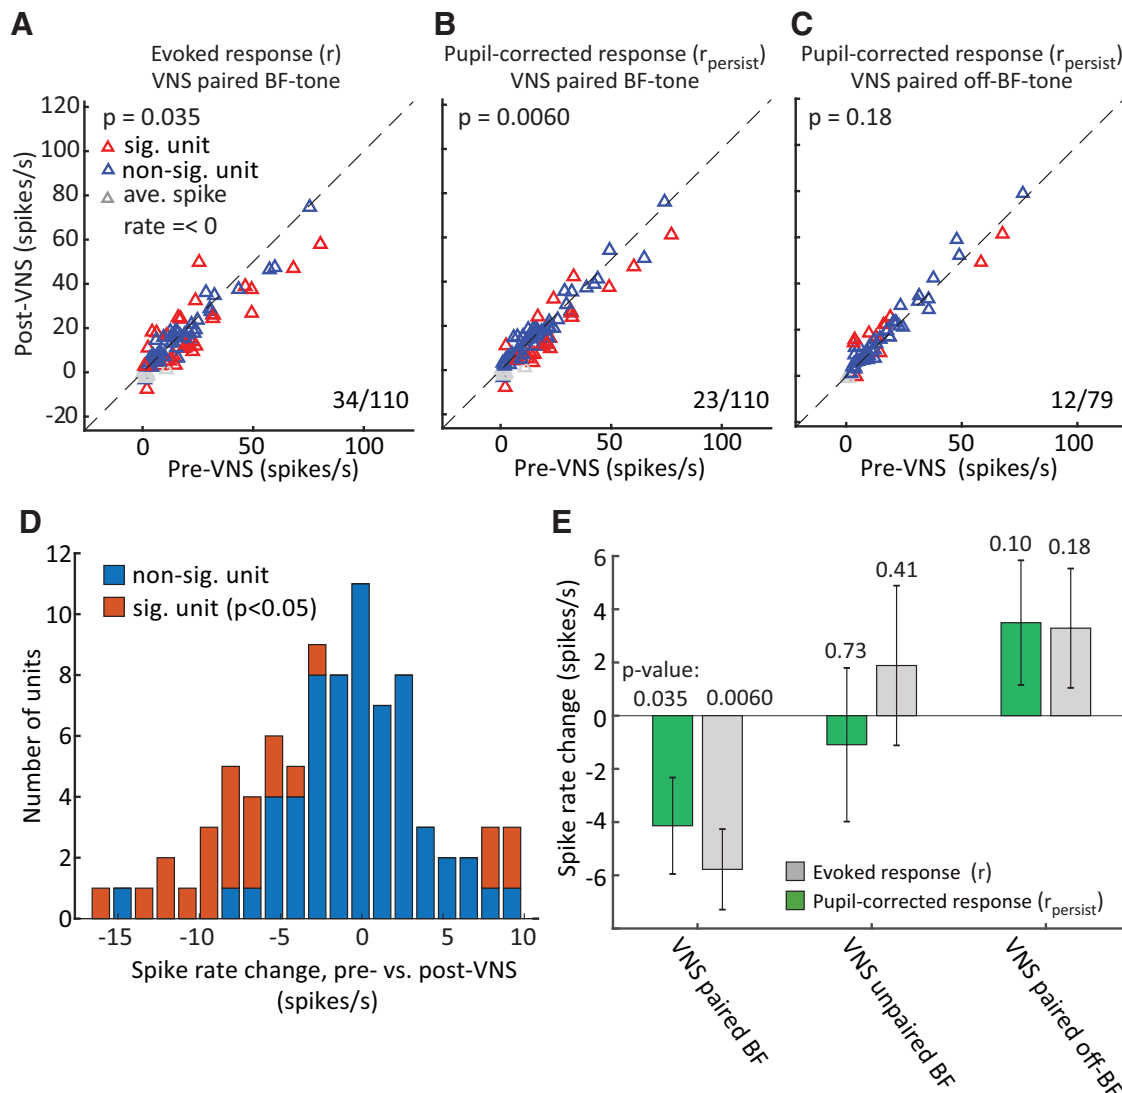 A
Evoked response (r)
VNS paired BF-tone
p = 0.035
sig. unit
non-sig. unit
ave. spike
rate =< 0
120
100
80
60
40
20
0
-20
Post-VNS (spikes/s)
34/110
0 50 100
Pre-VNS (spikes/s)
B
Pupil-corrected response (rpersist)
VNS paired BF-tone
p = 0.0060
23/110
0 50 100
Pre-VNS (spikes/s)
C
Pupil-corrected response (rpersist)
VNS paired off-BF-tone
p = 0.18
12/79
0 50 100
Pre-VNS (spikes/s)
D
non-sig. unit
sig. unit (p<0.05)
12
10
8
6
4
2
0
Number of units
-15 -5 0 5 10
Spike rate change, pre- vs. post-VNS
(spikes/s)
E
6
4
2
0
-2
-4
-6
Spike rate change (spikes/s)
p-value:
0.035 0.0060
0.73 0.41
0.10 0.18
Evoked response (r)
Pupil-corrected response (rpersist)
VNS paired BF
VNS unpaired BF
VNS paired off-BF